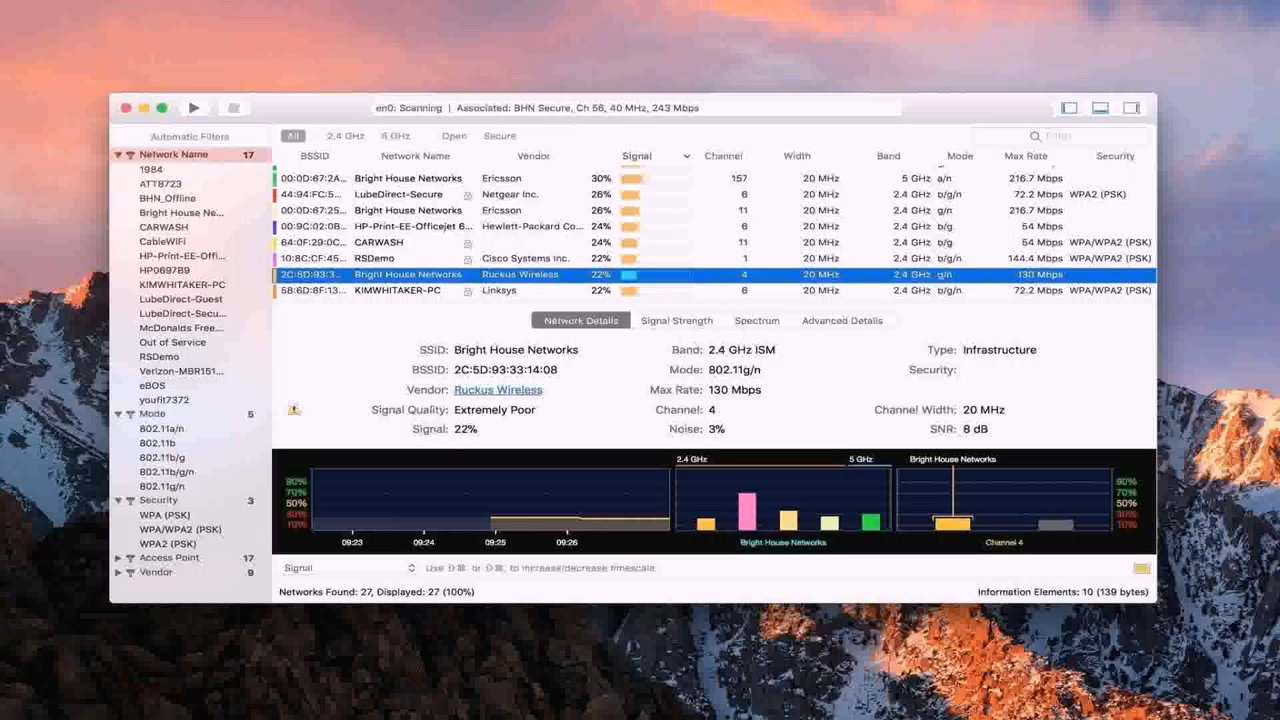 en0: Scanning | Associated: BHN Secure, Ch 56, 40 MHz, 243 Mbps
Automatic Filters
Network Name 17
1984
ATT8723
BHN_Offline
Bright House Ne...
CARWASH
CableWiFi
HP-Print-EE-Offi...
HP0697B9
KIMWHITAKER-PC
LubeDirect-Guest
LubeDirect-Secu...
McDonalds Free...
Out of Service
RSDemo
Verizon-MBR151...
eBOS
youfit7372
Mode 5
802.11a/n
802.11b
802.11b/g
802.11b/g/n
802.11g/n
Security 3
WPA (PSK)
WPA/WPA2 (PSK)
WPA2 (PSK)
Access Point 17
Vendor 9
All 2.4 GHz 5 GHz Open Secure Filter
BSSID Network Name Vendor Signal Channel Width Band Mode Max Rate Security
00:0D:67:2A... Bright House Networks Ericsson 30% 157 20 MHz 5 GHz a/n 216.7 Mbps
44:94:FC:5... LubeDirect-Secure Netgear Inc. 26% 6 20 MHz 2.4 GHz b/g/n 72.2 Mbps WPA2 (PSK)
00:0D:67:25... Bright House Networks Ericsson 26% 11 20 MHz 2.4 GHz g/n 216.7 Mbps
00:9C:02:0B... HP-Print-EE-Officejet 6... Hewlett-Packard Co... 24% 6 20 MHz 2.4 GHz b/g 54 Mbps
64:0F:29:0C... CARWASH 24% 11 20 MHz 2.4 GHz b/g 54 Mbps WPA/WPA2 (PSK)
10:8C:CF:45... RSDemo Cisco Systems Inc. 24% 1 20 MHz 2.4 GHz b/g/n 144.4 Mbps WPA/WPA2 (PSK)
2C:5D:93:3... Bright House Networks Ruckus Wireless 22% 4 20 MHz 2.4 GHz g/n 130 Mbps
58:6D:8F:13... KIMWHITAKER-PC Linksys 22% 6 20 MHz 2.4 GHz b/g/n 72.2 Mbps WPA/WPA2 (PSK)
Network Details Signal Strength Spectrum Advanced Details
SSID: Bright House Networks Band: 2.4 GHz ISM Type: Infrastructure
BSSID: 2C:5D:93:33:14:08 Mode: 802.11g/n Security:
Vendor: Ruckus Wireless Max Rate: 130 Mbps
Signal Quality: Extremely Poor Channel: 4 Channel Width: 20 MHz
Signal: 22% Noise: 3% SNR: 8 dB
2.4 GHz 5 GHz Bright House Networks
90% 90%
70% 70%
50% 50%
30% 30%
10% 10%
09:23 09:24 09:25 09:26 Bright House Networks Channel 4
Signal Use to increase/decrease timescale
Networks Found: 27, Displayed: 27 (100%) Information Elements: 10 (139 bytes)